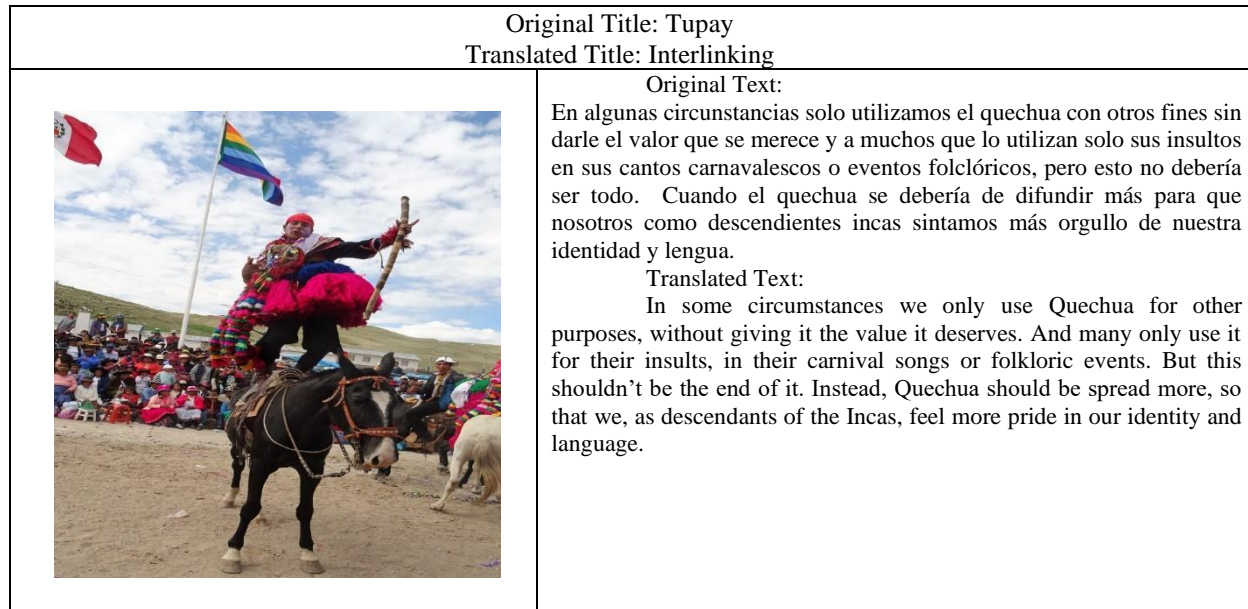 Original Title: Tupay
Translated Title: Interlinking
Original Text:
En algunas circunstancias solo utilizamos el quechua con otros fines sin
darle el valor que se merece y a muchos que lo utilizan solo sus insultos
en sus cantos carnavalescos o eventos folclóricos, pero esto no debería
ser todo.  Cuando el quechua se debería de difundir más para que
nosotros como descendientes incas sintamos más orgullo de nuestra
identidad y lengua.
Translated Text:
In some circumstances we only use Quechua for other
purposes, without giving it the value it deserves. And many only use it
for their insults, in their carnival songs or folkloric events. But this
shouldn’t be the end of it. Instead, Quechua should be spread more, so
that we, as descendants of the Incas, feel more pride in our identity and
language.